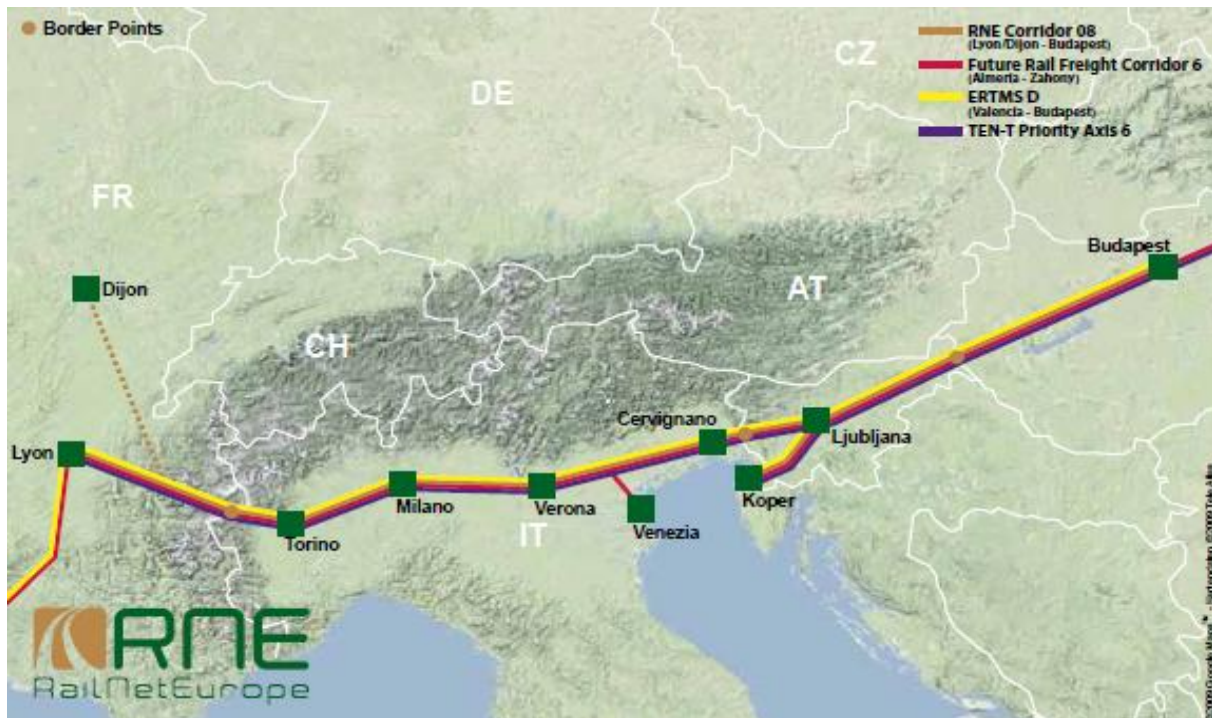 Border Points
RNE Corridor 08
(Lyon/Dijon - Budapest)
Future Rail Freight Corridor 6
(Almeria - Zahony)
ERTMS D
(Valencia - Budapest)
TEN-T Priority Axis 6
CZ
DE
FR
Budapest
Dijon
AT
CH
Cervignano
Ljubljana
Lyon
Milano
Verona
Koper
Venezia
Torino
IT
RNE
RailNetEurope